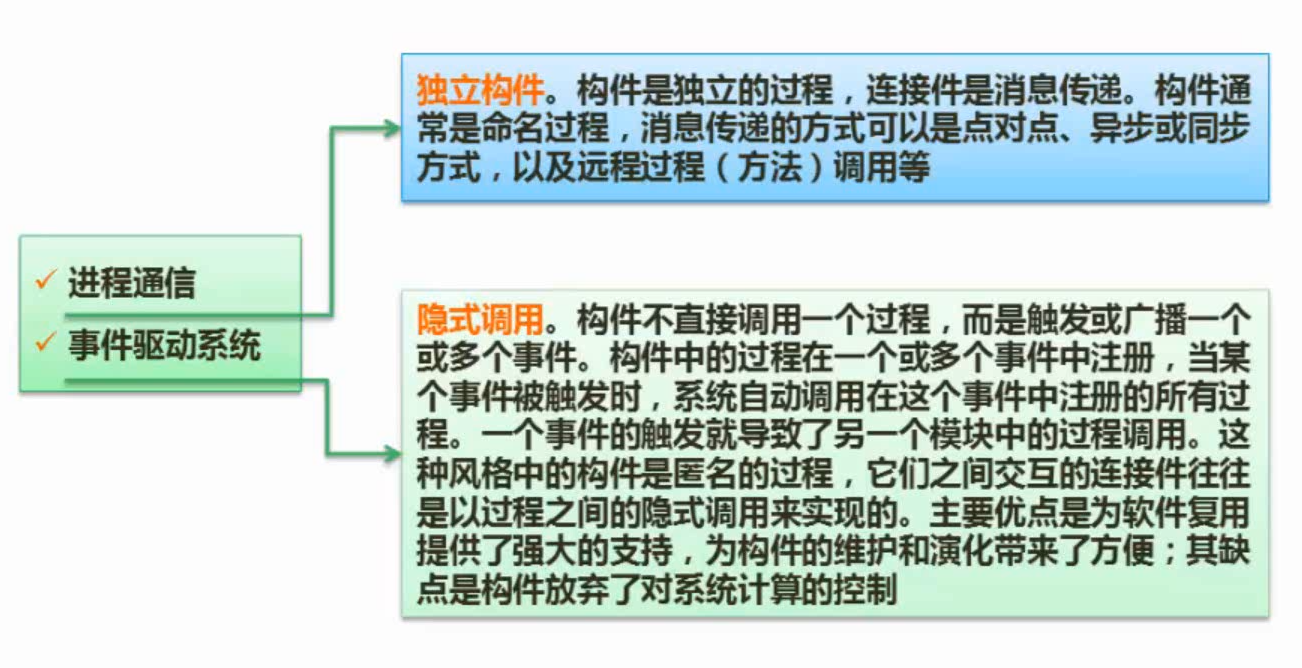 独立构件。构件是独立的过程，连接件是消息传递。构件通
常是命名过程，消息传递的方式可以是点对点、异步或同步
方式，以及远程过程（方法）调用等
✓ 进程通信
✓ 事件驱动系统
隐式调用。构件不直接调用一个过程，而是触发或广播一个
或多个事件。构件中的过程在一个或多个事件中注册，当某
个事件被触发时，系统自动调用在这个事件中注册的所有过
程。一个事件的触发就导致了另一个模块中的过程调用。这
种风格中的构件是匿名的过程，它们之间交互的连接件往往
是以过程之间的隐式调用来实现的。主要优点是为软件复用
提供了强大的支持，为构件的维护和演化带来了方便；其缺
点是构件放弃了对系统计算的控制